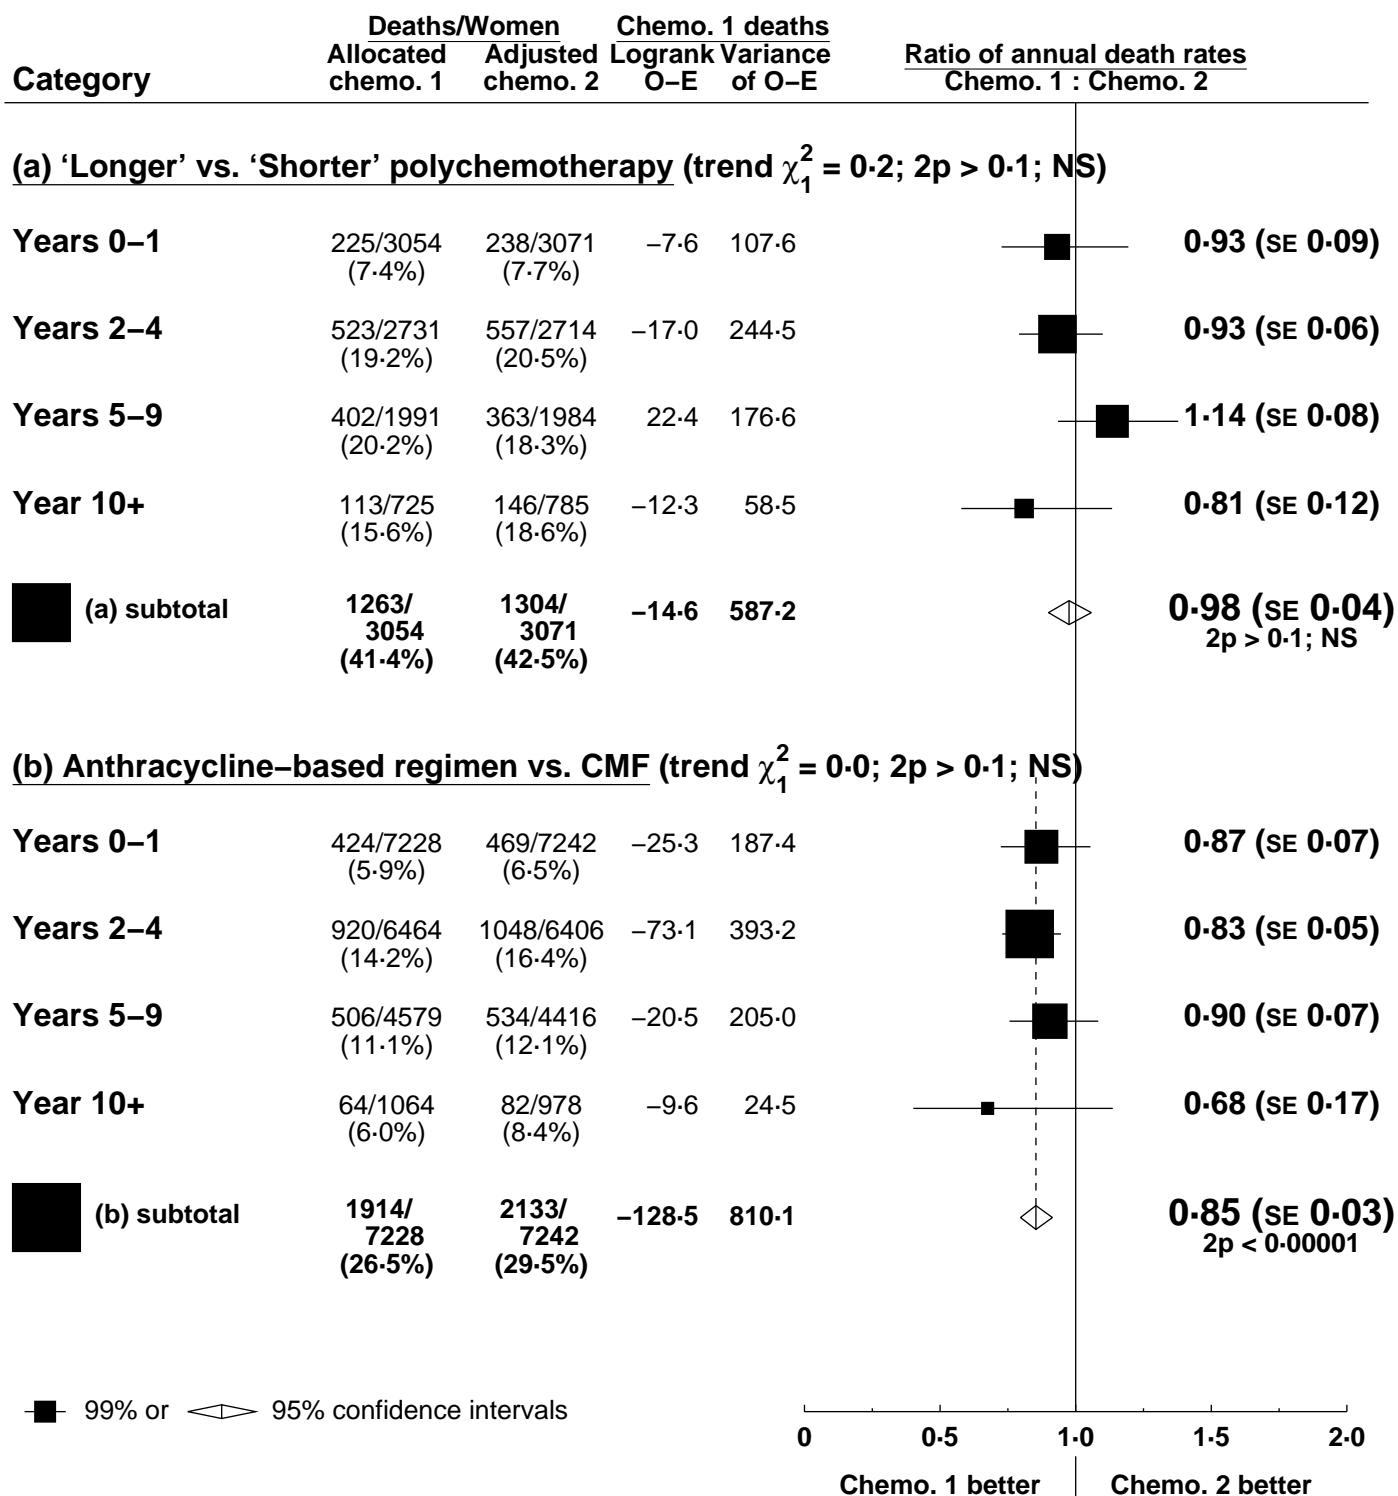 Deaths/Women Chemo. 1 deaths
Allocated Adjusted Logrank Variance Ratio of annual death rates
Category chemo. 1 chemo. 2 O–E of O–E Chemo. 1 : Chemo. 2
(a) ‘Longer’ vs. ‘Shorter’ polychemotherapy (trend χ²₁ = 0·2; 2p > 0·1; NS)
Years 0–1 225/3054 238/3071 –7·6 107·6 0·93 (SE 0·09)
(7·4%) (7·7%)
Years 2–4 523/2731 557/2714 –17·0 244·5 0·93 (SE 0·06)
(19·2%) (20·5%)
Years 5–9 402/1991 363/1984 22·4 176·6 1·14 (SE 0·08)
(20·2%) (18·3%)
Year 10+ 113/725 146/785 –12·3 58·5 0·81 (SE 0·12)
(15·6%) (18·6%)
(a) subtotal 1263/ 1304/ –14·6 587·2 0·98 (SE 0·04)
3054 3071 2p > 0·1; NS
(41·4%) (42·5%)
(b) Anthracycline–based regimen vs. CMF (trend χ²₁ = 0·0; 2p > 0·1; NS)
Years 0–1 424/7228 469/7242 –25·3 187·4 0·87 (SE 0·07)
(5·9%) (6·5%)
Years 2–4 920/6464 1048/6406 –73·1 393·2 0·83 (SE 0·05)
(14·2%) (16·4%)
Years 5–9 506/4579 534/4416 –20·5 205·0 0·90 (SE 0·07)
(11·1%) (12·1%)
Year 10+ 64/1064 82/978 –9·6 24·5 0·68 (SE 0·17)
(6·0%) (8·4%)
(b) subtotal 1914/ 2133/ –128·5 810·1 0·85 (SE 0·03)
7228 7242 2p < 0·00001
(26·5%) (29·5%)
99% or 95% confidence intervals
0 0·5 1·0 1·5 2·0
Chemo. 1 better Chemo. 2 better